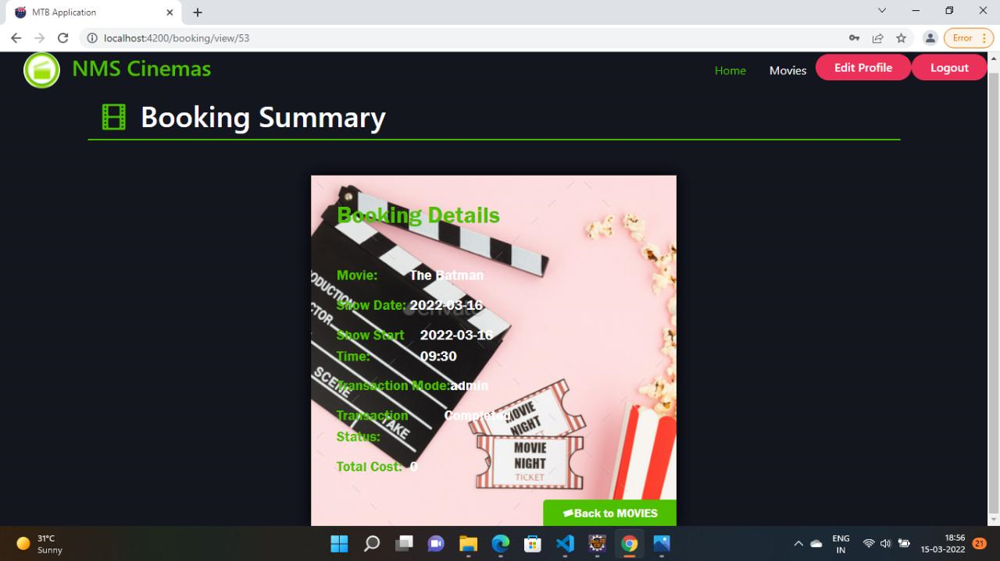 MTB Application
localhost:4200/booking/view/53
Error
NMS Cinemas
Home
Movies
Edit Profile
Logout
Booking Summary
Booking Details
Movie: The Batman
Show Date: 2022-03-16
Show Start 2022-03-16
Time: 09:30
Transaction Mode:admin
Transaction Completed
Status:
Total Cost: 0
SCENE
TAKE
MOVIE
NIGHT
MOVIE
NIGHT
TICKET
Back to MOVIES
31°C
Sunny
ENG
IN
18:56
15-03-2022
21